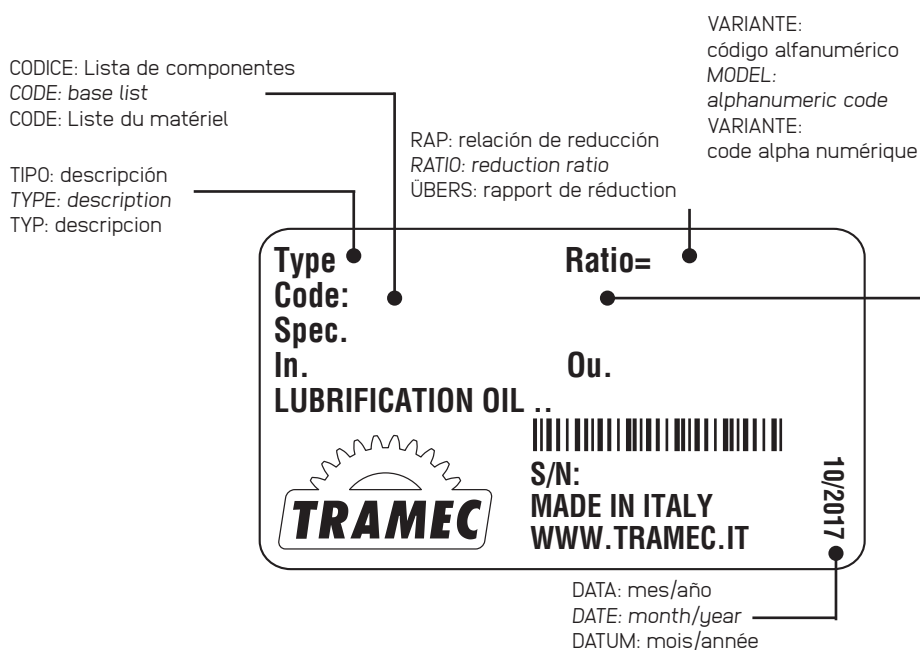 VARIANTE:
código alfanumérico
MODEL:
alphanumeric code
VARIANTE:
code alpha numérique
CODICE: Lista de componentes
CODE: base list
CODE: Liste du matériel
RAP: relación de reducción
RATIO: reduction ratio
ÜBERS: rapport de réduction
TIPO: descripción
TYPE: description
TYP: descripcion
Type
Ratio=
Code:
Spec.
In.
Ou.
LUBRIFICATION OIL ..
TRAMEC
S/N:
MADE IN ITALY
WWW.TRAMEC.IT
10/2017
DATA: mes/año
DATE: month/year
DATUM: mois/année